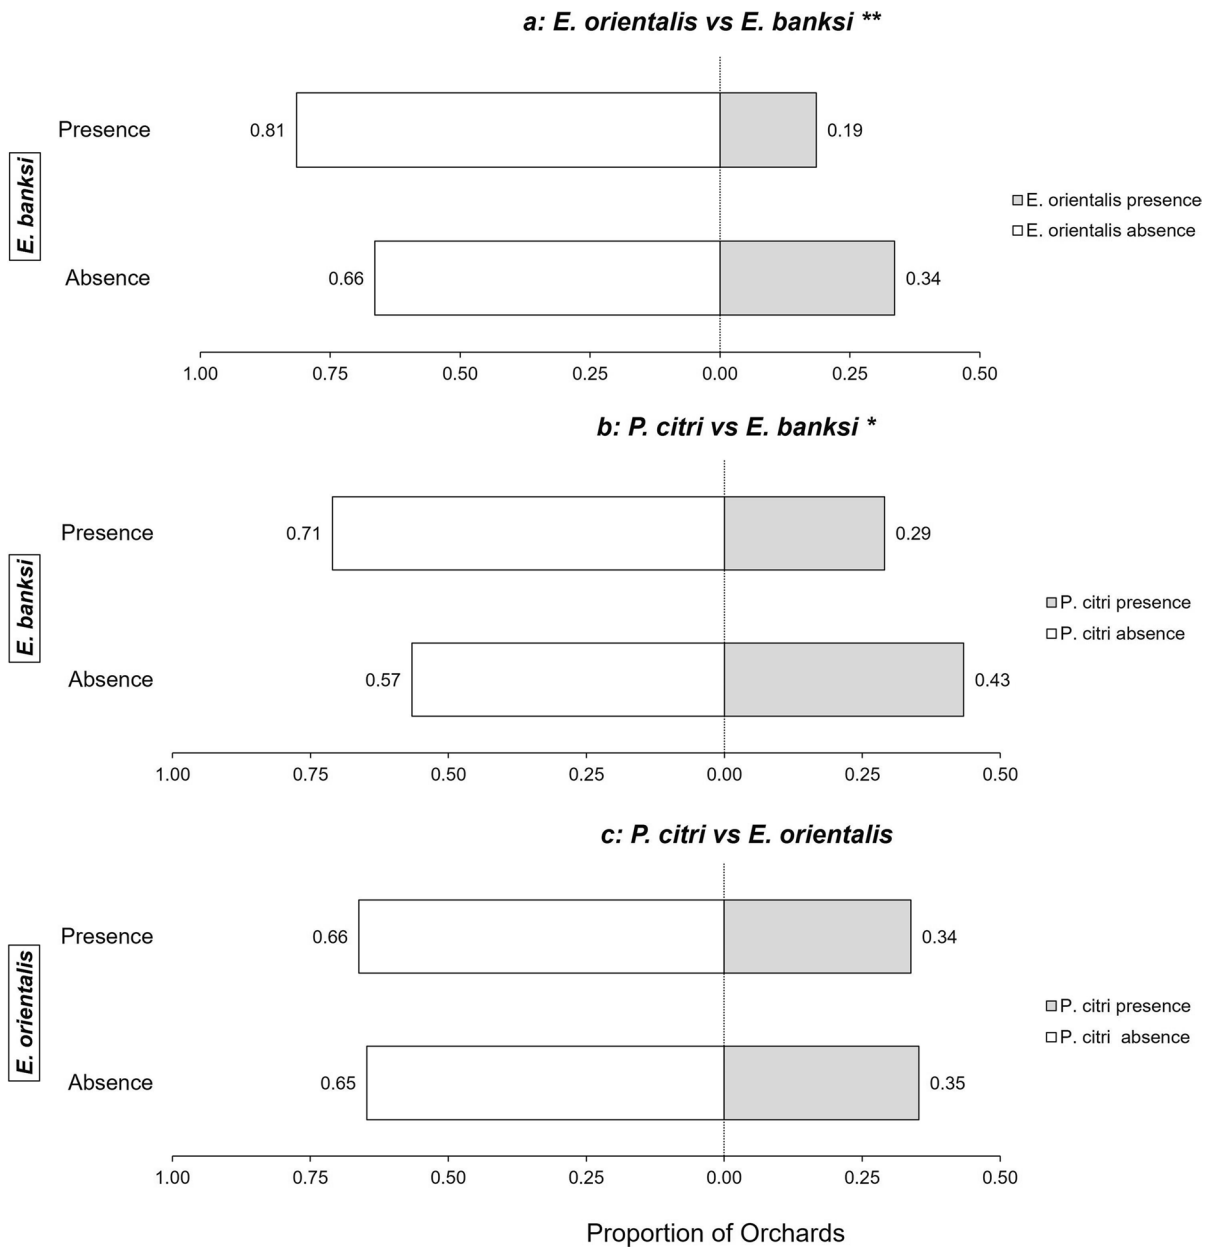 a: E. orientalis vs E. banksi **
E. banksi
Presence
0.81
0.19
Absence
0.66
0.34
E. orientalis presence
E. orientalis absence
1.00 0.75 0.50 0.25 0.00 0.25 0.50
b: P. citri vs E. banksi *
E. banksi
Presence
0.71
0.29
Absence
0.57
0.43
P. citri presence
P. citri absence
1.00 0.75 0.50 0.25 0.00 0.25 0.50
c: P. citri vs E. orientalis
E. orientalis
Presence
0.66
0.34
Absence
0.65
0.35
P. citri presence
P. citri  absence
1.00 0.75 0.50 0.25 0.00 0.25 0.50
Proportion of Orchards